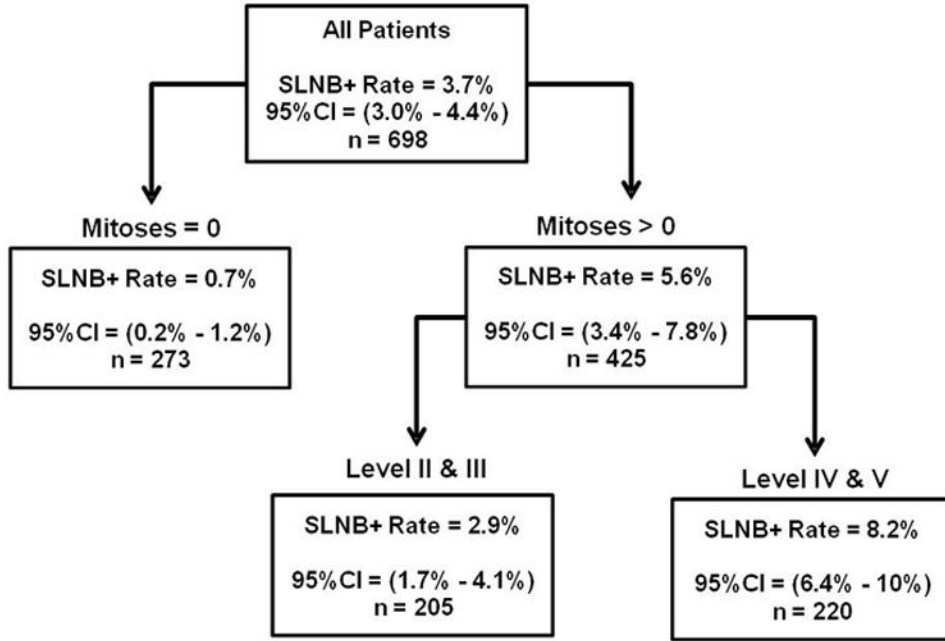 All Patients
SLNB+ Rate = 3.7%
95%CI = (3.0% - 4.4%)
n = 698
Mitoses = 0
SLNB+ Rate = 0.7%
95%CI = (0.2% - 1.2%)
n = 273
Mitoses > 0
SLNB+ Rate = 5.6%
95%CI = (3.4% - 7.8%)
n = 425
Level II & III
SLNB+ Rate = 2.9%
95%CI = (1.7% - 4.1%)
n = 205
Level IV & V
SLNB+ Rate = 8.2%
95%CI = (6.4% - 10%)
n = 220